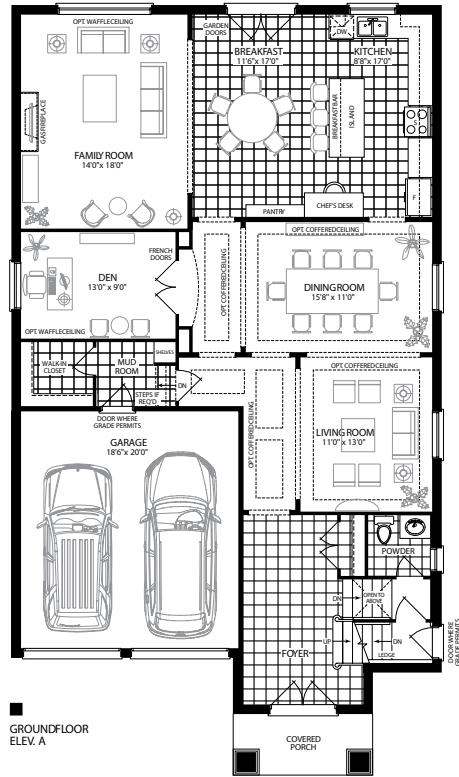 OPT. WAFFLECEILING
GARDEN
DOORS
BREAKFAST
11'6"x 17'0"
DW
KITCHEN
8'8"x 17'0"
GASFIREPLACE
BREAKFAST BAR
ISLAND
S
FAMILY ROOM
14'0"x 18'0"
F
PANTRY
CHEF'S DESK
OPT. COFFEREDCEILING
FRENCH
DOORS
OPT. COFFEREDCEILING
DEN
13'0"x 9'0"
DININGROOM
15'8"x 11'0"
OPT. WAFFLECEILING
WALK-IN
CLOSET
MUD
ROOM
SHELVES
STEPS IF
REQ'D
DN
OPT. COFFEREDCEILING
DOOR WHERE
GRADE PERMITS
GARAGE
18'6"x 20'0"
OPT. COFFEREDCEILING
LIVINGROOM
11'0"x 13'0"
POWDER
DN
OPEN TO
ABOVE
UP
DN
LEDGE
DOOR WHERE
GRADE PERMITS
FOYER
GROUNDFLOOR
ELEV. A
COVERED
PORCH